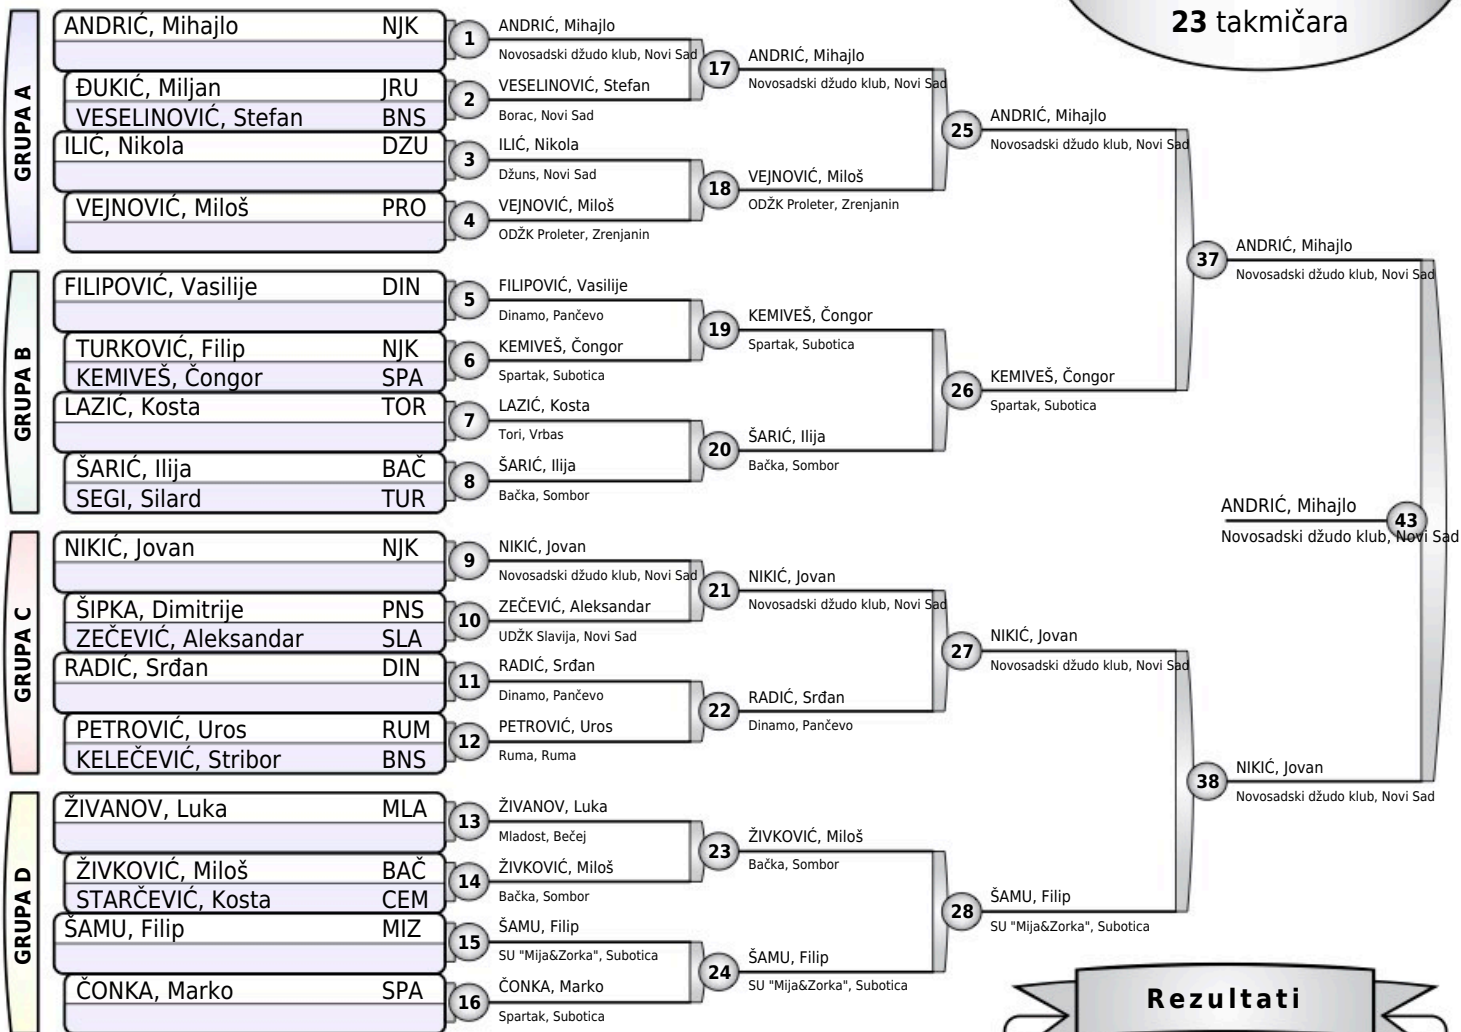 23 takmičara
GRUPA A
ANDRIĆ, Mihajlo NJK
ĐUKIĆ, Miljan JRU
VESELINOVIĆ, Stefan BNS
ILIĆ, Nikola DZU
VEJNOVIĆ, Miloš PRO
1
ANDRIĆ, Mihajlo
Novosadski džudo klub, Novi Sad
2
VESELINOVIĆ, Stefan
Borac, Novi Sad
3
ILIĆ, Nikola
Džuns, Novi Sad
4
VEJNOVIĆ, Miloš
ODŽK Proleter, Zrenjanin
17
ANDRIĆ, Mihajlo
Novosadski džudo klub, Novi Sad
18
VEJNOVIĆ, Miloš
ODŽK Proleter, Zrenjanin
25
ANDRIĆ, Mihajlo
Novosadski džudo klub, Novi Sad
GRUPA B
FILIPOVIĆ, Vasilije DIN
TURKOVIĆ, Filip NJK
KEMIVEŠ, Čongor SPA
LAZIĆ, Kosta TOR
ŠARIĆ, Ilija BAČ
SEGI, Silard TUR
5
FILIPOVIĆ, Vasilije
Dinamo, Pančevo
6
KEMIVEŠ, Čongor
Spartak, Subotica
7
LAZIĆ, Kosta
Tori, Vrbas
8
ŠARIĆ, Ilija
Bačka, Sombor
19
KEMIVEŠ, Čongor
Spartak, Subotica
20
ŠARIĆ, Ilija
Bačka, Sombor
26
KEMIVEŠ, Čongor
Spartak, Subotica
37
ANDRIĆ, Mihajlo
Novosadski džudo klub, Novi Sad
GRUPA C
NIKIĆ, Jovan NJK
ŠIPKA, Dimitrije PNS
ZEČEVIĆ, Aleksandar SLA
RADIĆ, Srđan DIN
PETROVIĆ, Uros RUM
KELEČEVIĆ, Stribor BNS
9
NIKIĆ, Jovan
Novosadski džudo klub, Novi Sad
10
ZEČEVIĆ, Aleksandar
UDŽK Slavija, Novi Sad
11
RADIĆ, Srđan
Dinamo, Pančevo
12
PETROVIĆ, Uros
Ruma, Ruma
21
NIKIĆ, Jovan
Novosadski džudo klub, Novi Sad
22
RADIĆ, Srđan
Dinamo, Pančevo
27
NIKIĆ, Jovan
Novosadski džudo klub, Novi Sad
GRUPA D
ŽIVANOV, Luka MLA
ŽIVKOVIĆ, Miloš BAČ
STARČEVIĆ, Kosta CEM
ŠAMU, Filip MIZ
ČONKA, Marko SPA
13
ŽIVANOV, Luka
Mladost, Bečej
14
ŽIVKOVIĆ, Miloš
Bačka, Sombor
15
ŠAMU, Filip
SU "Mija&Zorka", Subotica
16
ČONKA, Marko
Spartak, Subotica
23
ŽIVKOVIĆ, Miloš
Bačka, Sombor
24
ŠAMU, Filip
SU "Mija&Zorka", Subotica
28
ŠAMU, Filip
SU "Mija&Zorka", Subotica
38
NIKIĆ, Jovan
Novosadski džudo klub, Novi Sad
ANDRIĆ, Mihajlo
43
Novosadski džudo klub, Novi Sad
Rezultati